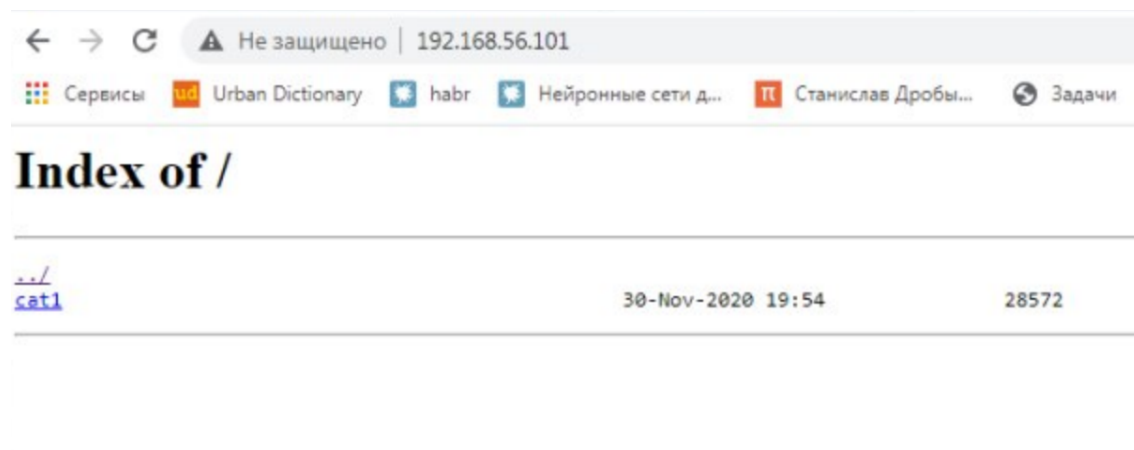 Не защищено | 192.168.56.101
Сервисы ud Urban Dictionary habr Нейронные сети д... π Станислав Дробы... Задачи
Index of /
../
cat1 30-Nov-2020 19:54 28572